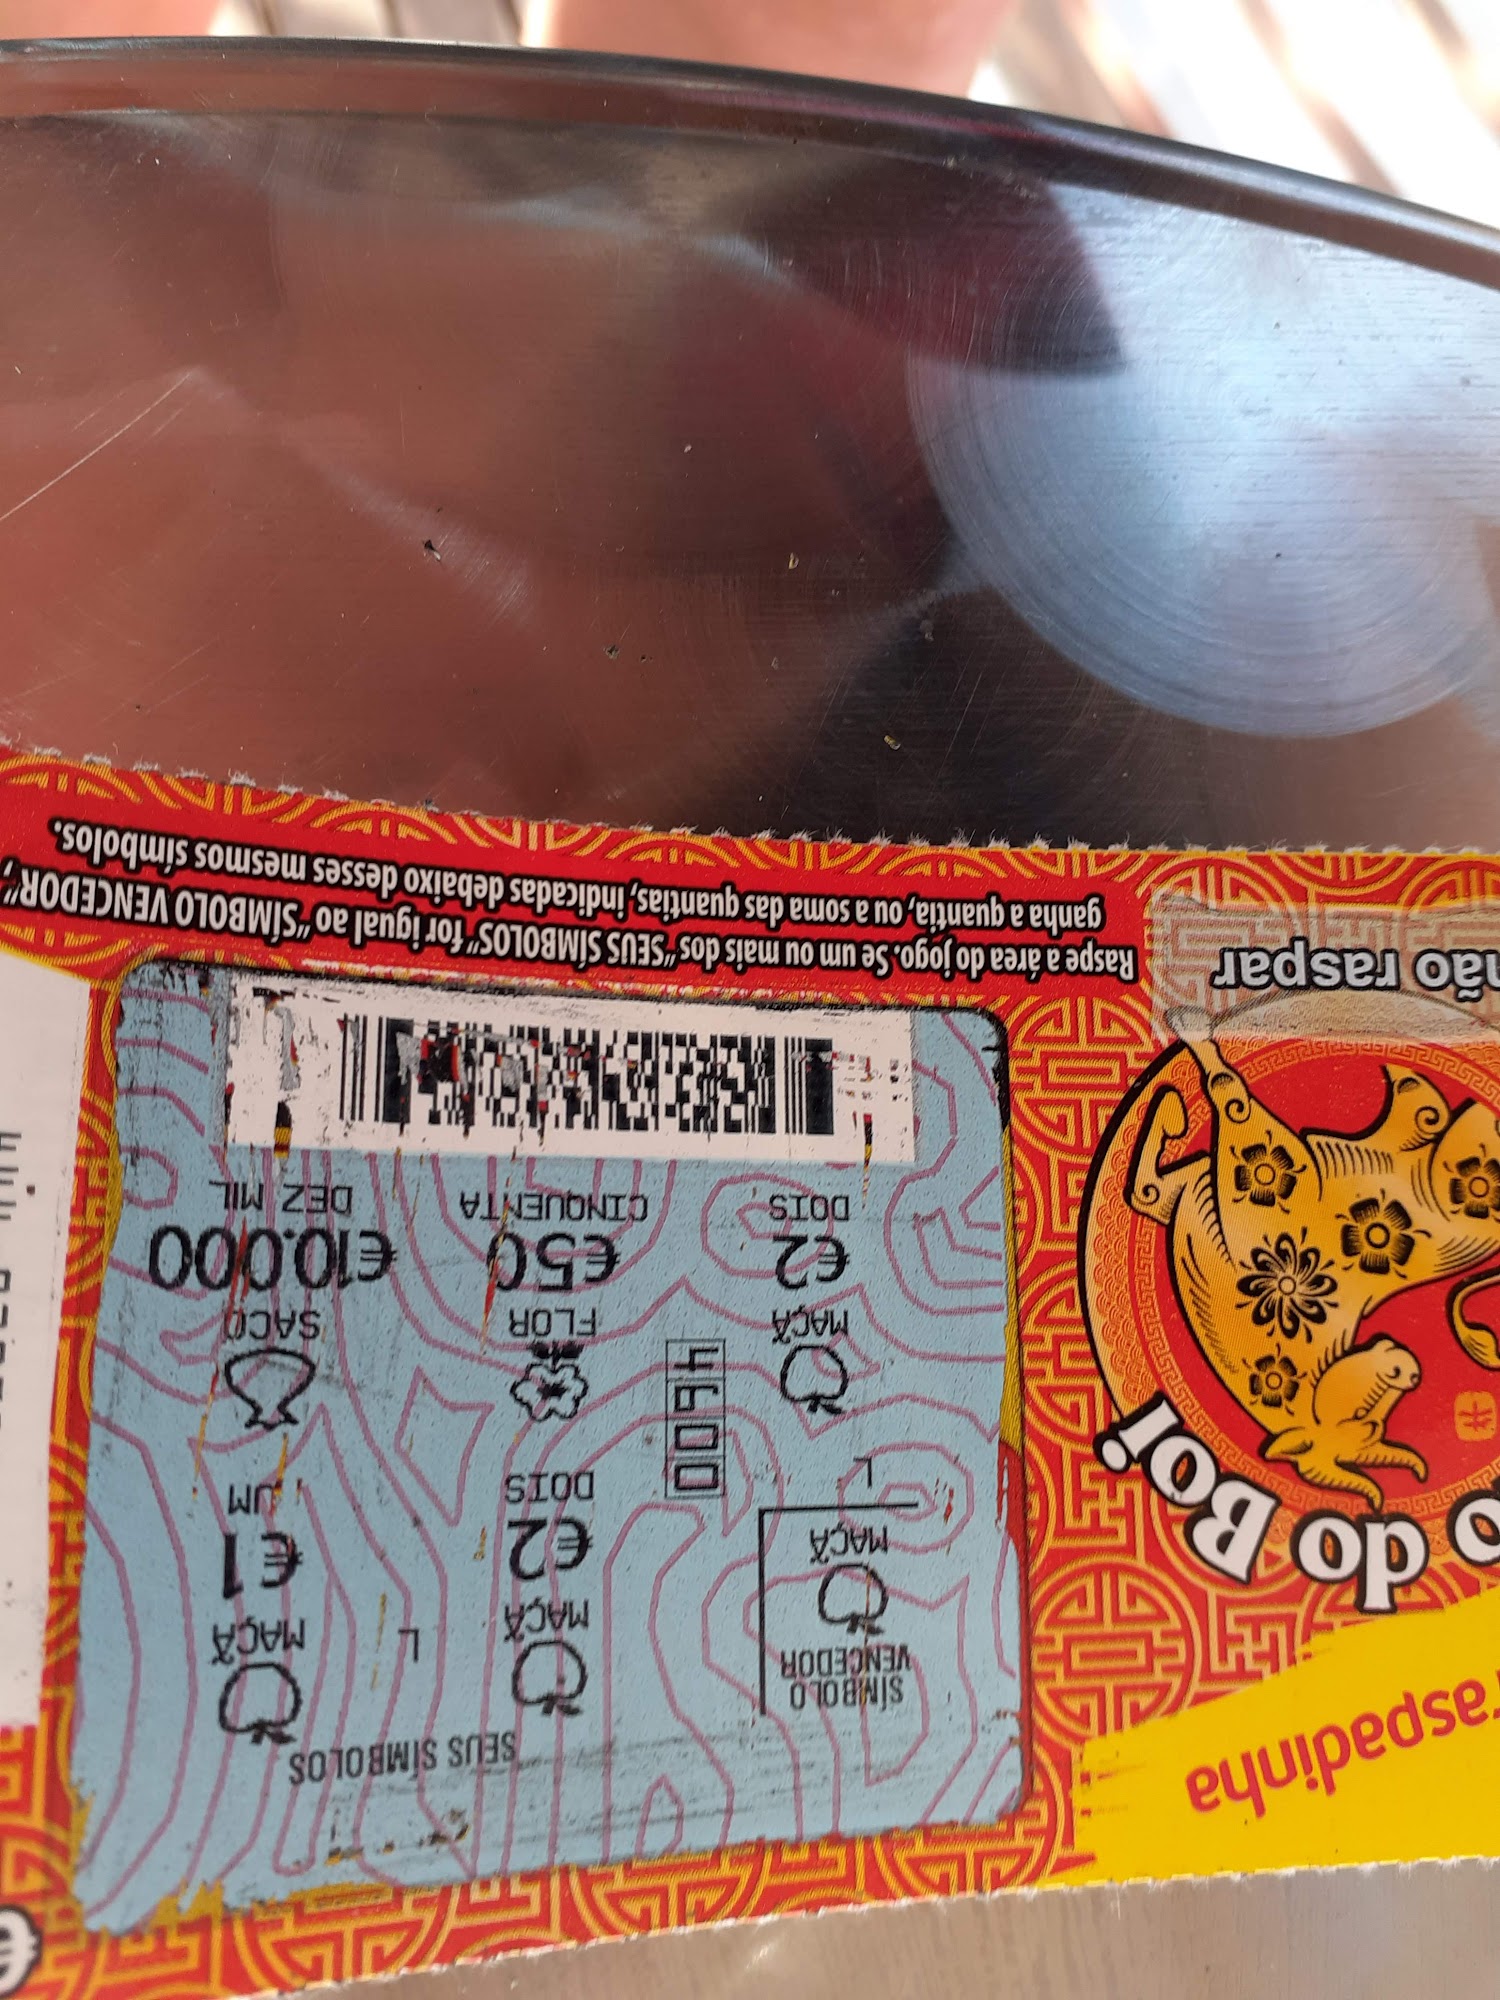 €
raspadinha
do Boi
não raspar
SEUS SÍMBOLOS
SÍMBOLO
VENCEDOR
MAÇÃ
L
MAÇÃ
€2
DOIS
L
MAÇÃ
€1
UM
4600
MAÇÃ
€2
DOIS
FLOR
€50
CINQUENTA
SACO
€10.000
DEZ MIL
Raspe a área do jogo. Se um ou mais dos "SEUS SÍMBOLOS" for igual ao "SÍMBOLO VENCEDOR",
ganha a quantia, ou a soma das quantias, indicadas debaixo desses mesmos símbolos.